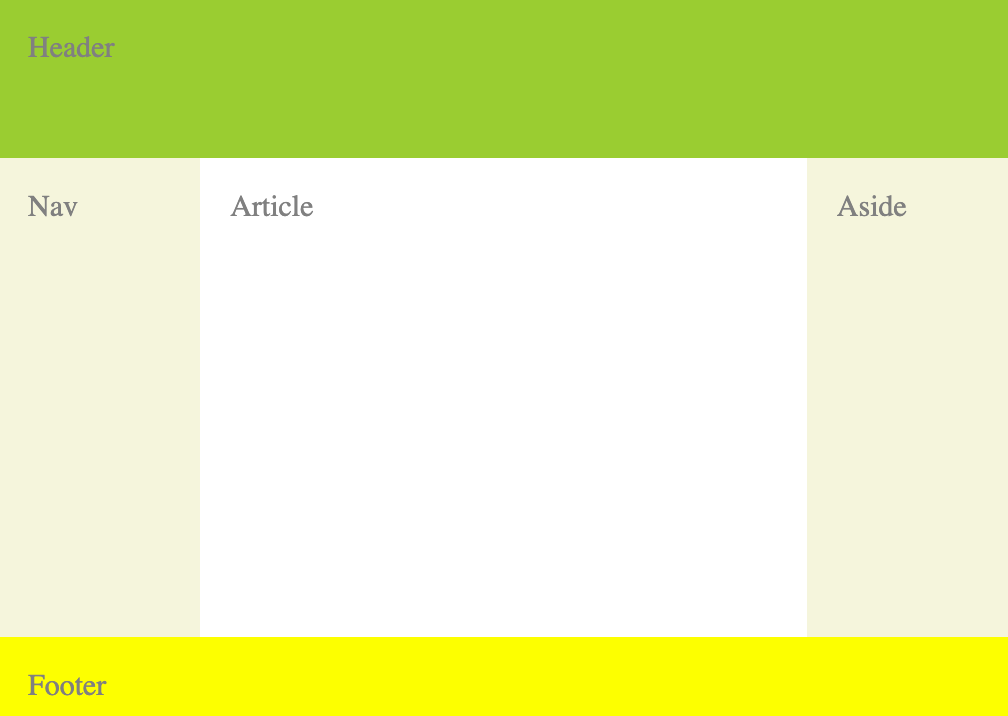 Header
Nav
Article
Aside
Footer